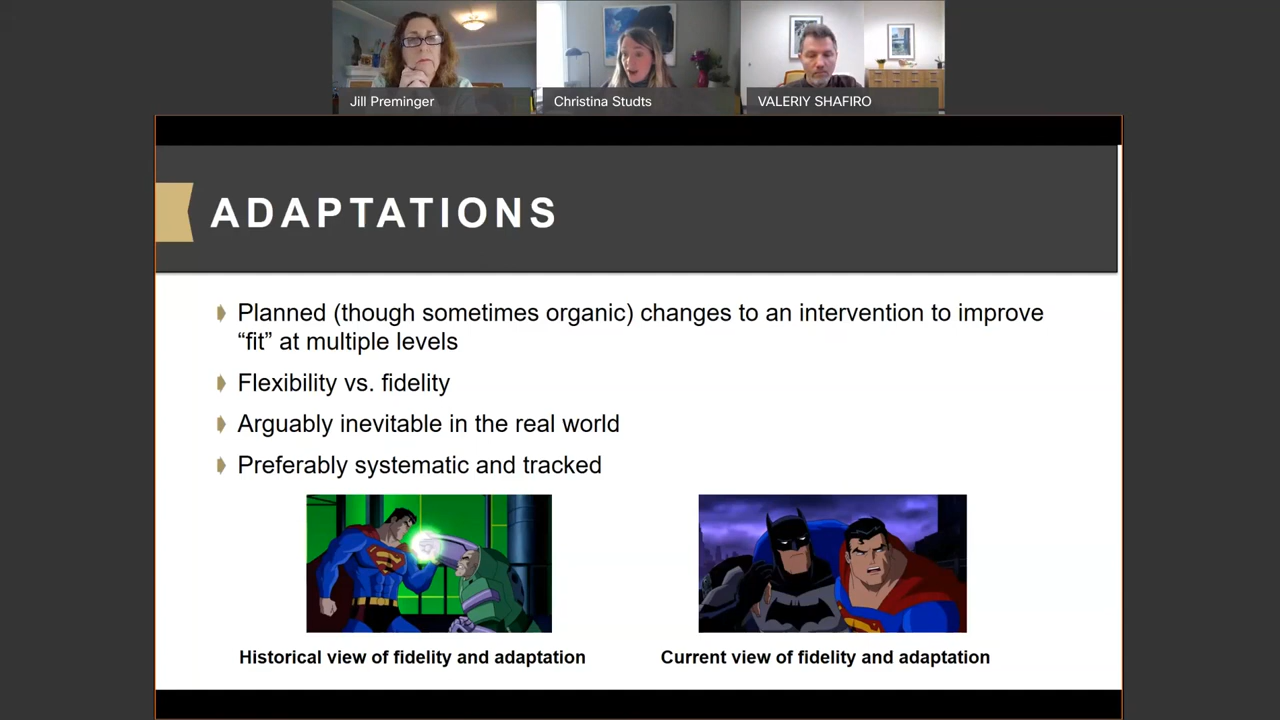 Jill Preminger
Christina Studts
VALERIY SHAFIRO
ADAPTATIONS
Planned (though sometimes organic) changes to an intervention to improve
“fit” at multiple levels
Flexibility vs. fidelity
Arguably inevitable in the real world
Preferably systematic and tracked
Historical view of fidelity and adaptation
Current view of fidelity and adaptation